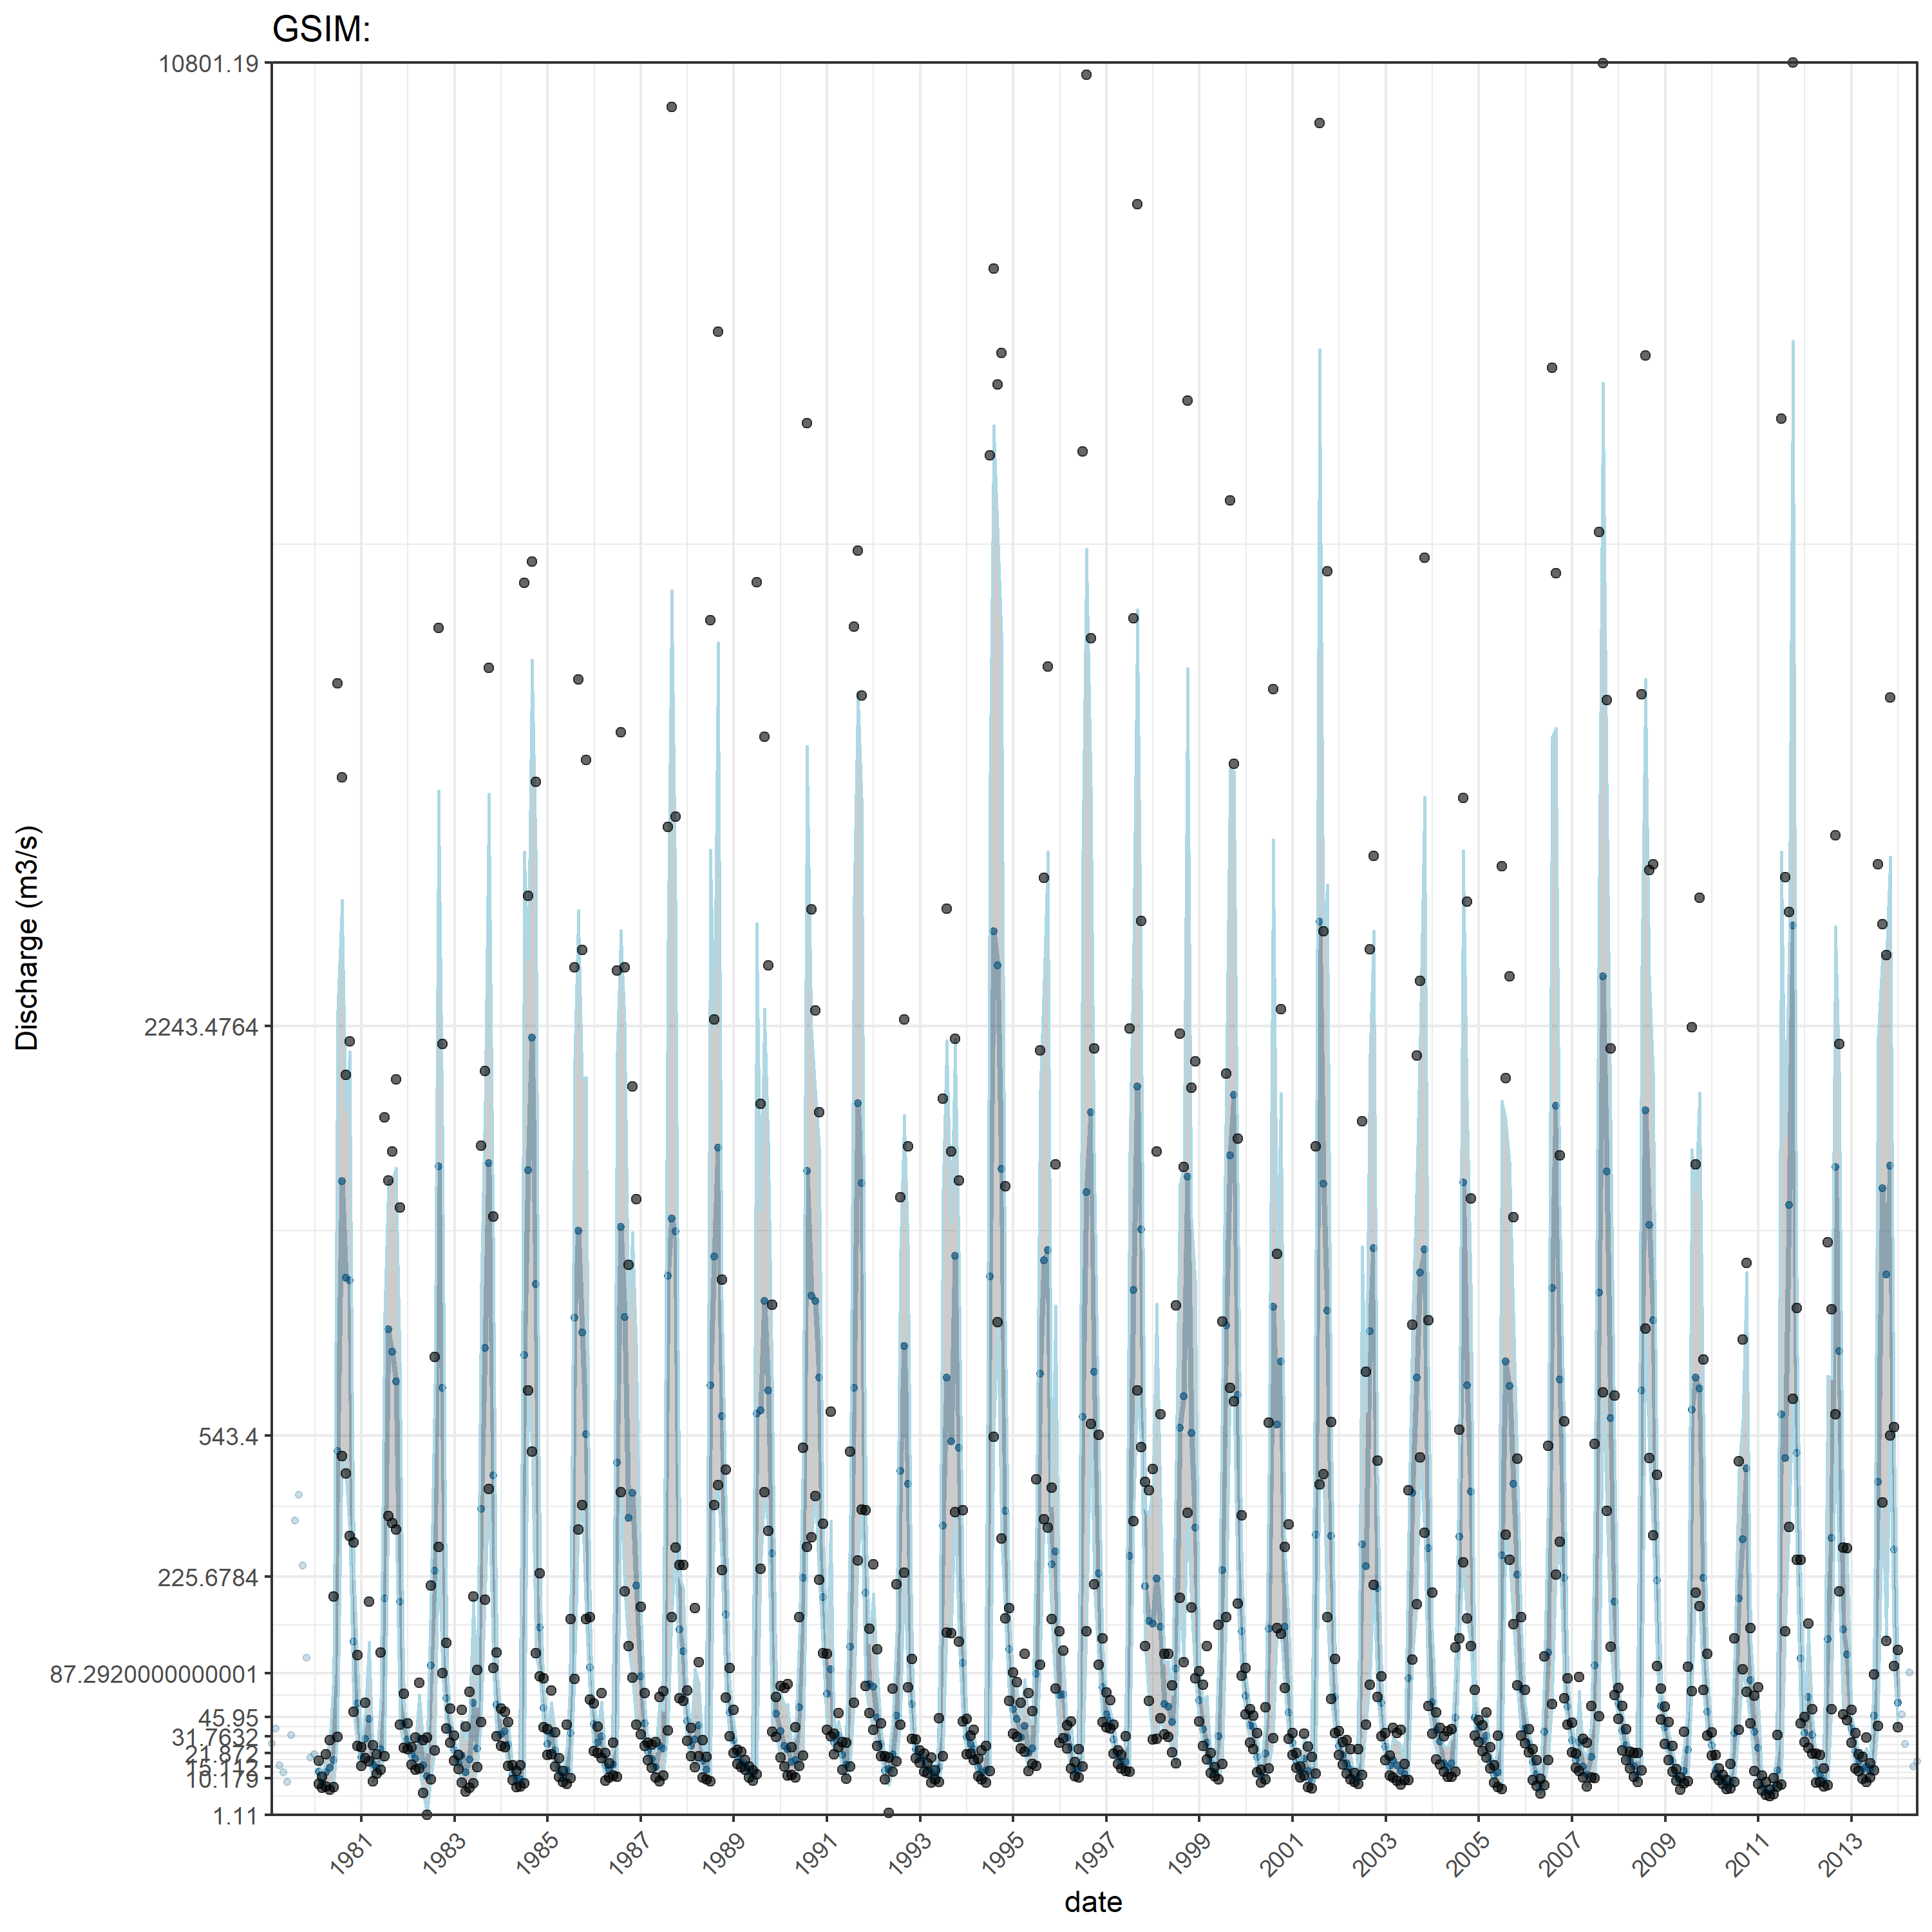 GSIM:
10801.19
2243.4764
543.4
225.6784
87.2920000000001
45.95
31.7632
21.872
15.112
10.179
1.11
Discharge (m3/s)
1981 1983 1985 1987 1989 1991 1993 1995 1997 1999 2001 2003 2005 2007 2009 2011 2013
date